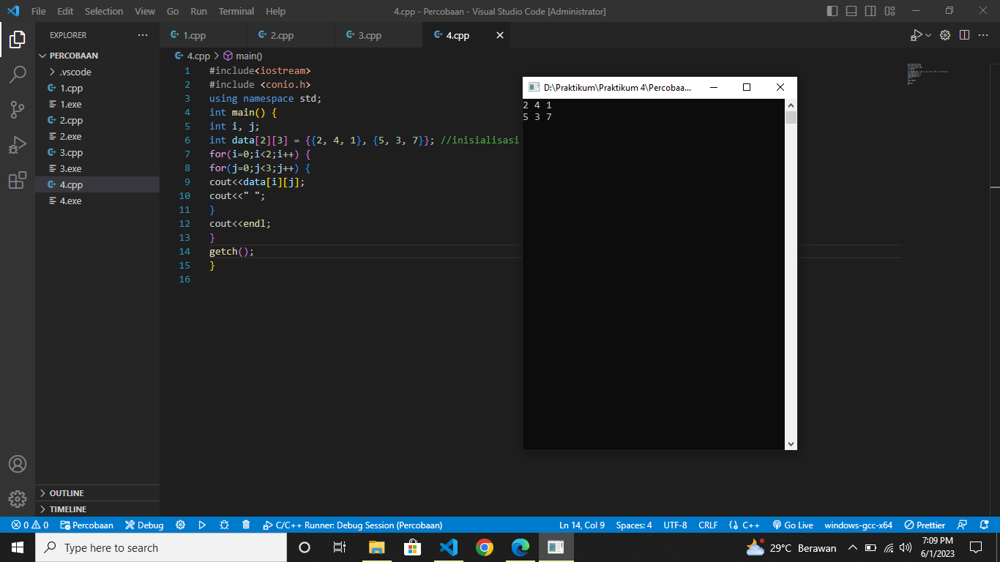 File Edit Selection View Go Run Terminal Help
4.cpp - Percobaan - Visual Studio Code [Administrator]
EXPLORER
PERCOBAAN
.vscode
1.cpp
1.exe
2.cpp
2.exe
3.cpp
3.exe
4.cpp
4.exe
OUTLINE
TIMELINE
1.cpp 2.cpp 3.cpp 4.cpp
4.cpp > main()
1 #include<iostream>
2 #include <conio.h>
3 using namespace std;
4 int main() {
5 int i, j;
6 int data[2][3] = {{2, 4, 1}, {5, 3, 7}}; //inisialisasi
7 for(i=0;i<2;i++) {
8 for(j=0;j<3;j++) {
9 cout<<data[i][j];
10 cout<<" ";
11 }
12 cout<<endl;
13 }
14 getch();
15 }
16
D:\Praktikum\Praktikum 4\Percobaa...
2 4 1
5 3 7
0 0 Percobaan Debug C/C++ Runner: Debug Session (Percobaan) Ln 14, Col 9 Spaces: 4 UTF-8 CRLF {} C++ Go Live windows-gcc-x64 Prettier
Type here to search
29°C Berawan
7:09 PM
6/1/2023